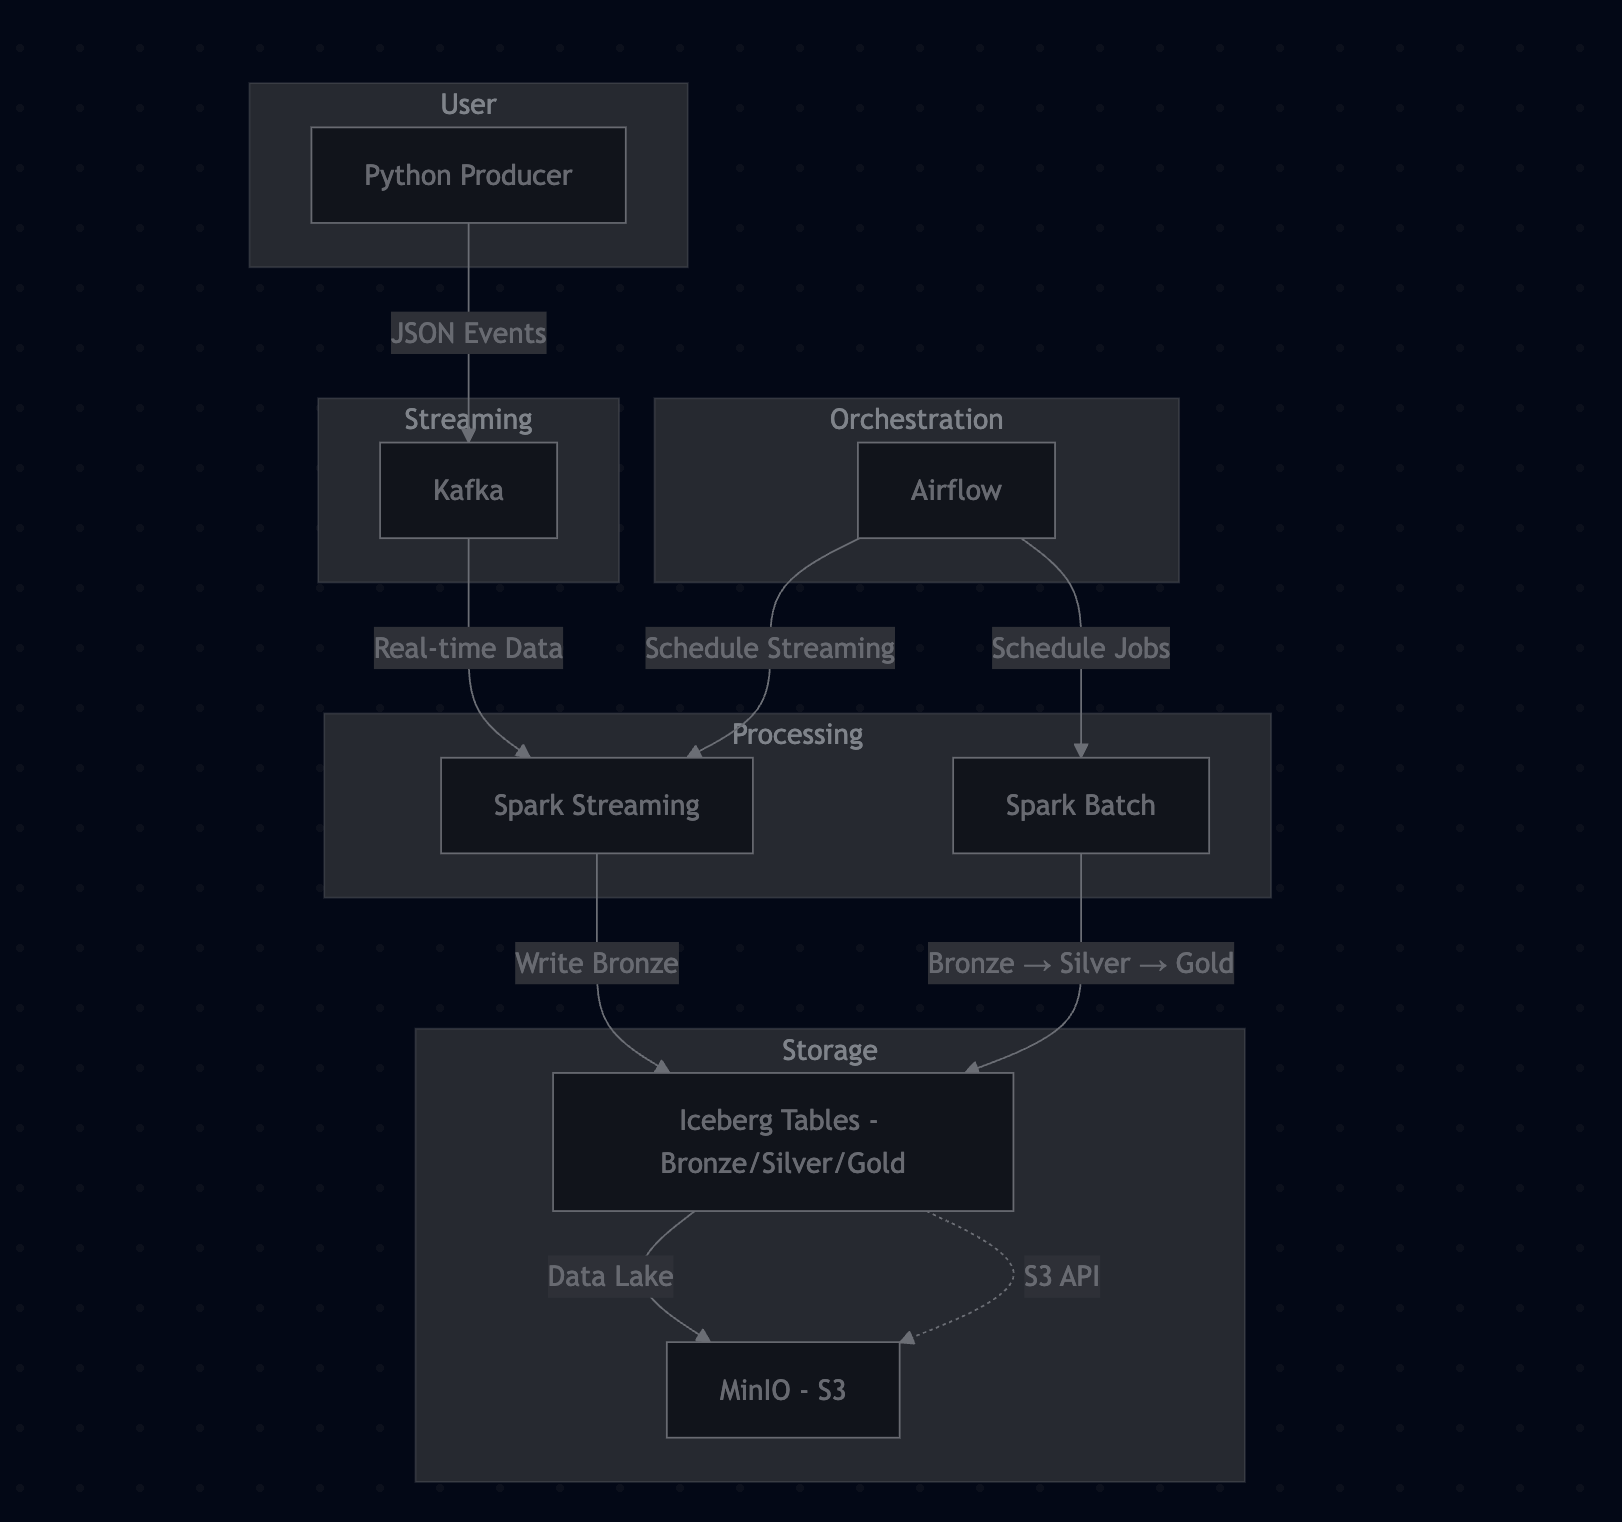 User
Python Producer
JSON Events
Streaming
Kafka
Orchestration
Airflow
Real-time Data
Schedule Streaming
Schedule Jobs
Processing
Spark Streaming
Spark Batch
Write Bronze
Bronze → Silver → Gold
Storage
Iceberg Tables -
Bronze/Silver/Gold
Data Lake
S3 API
MinIO - S3